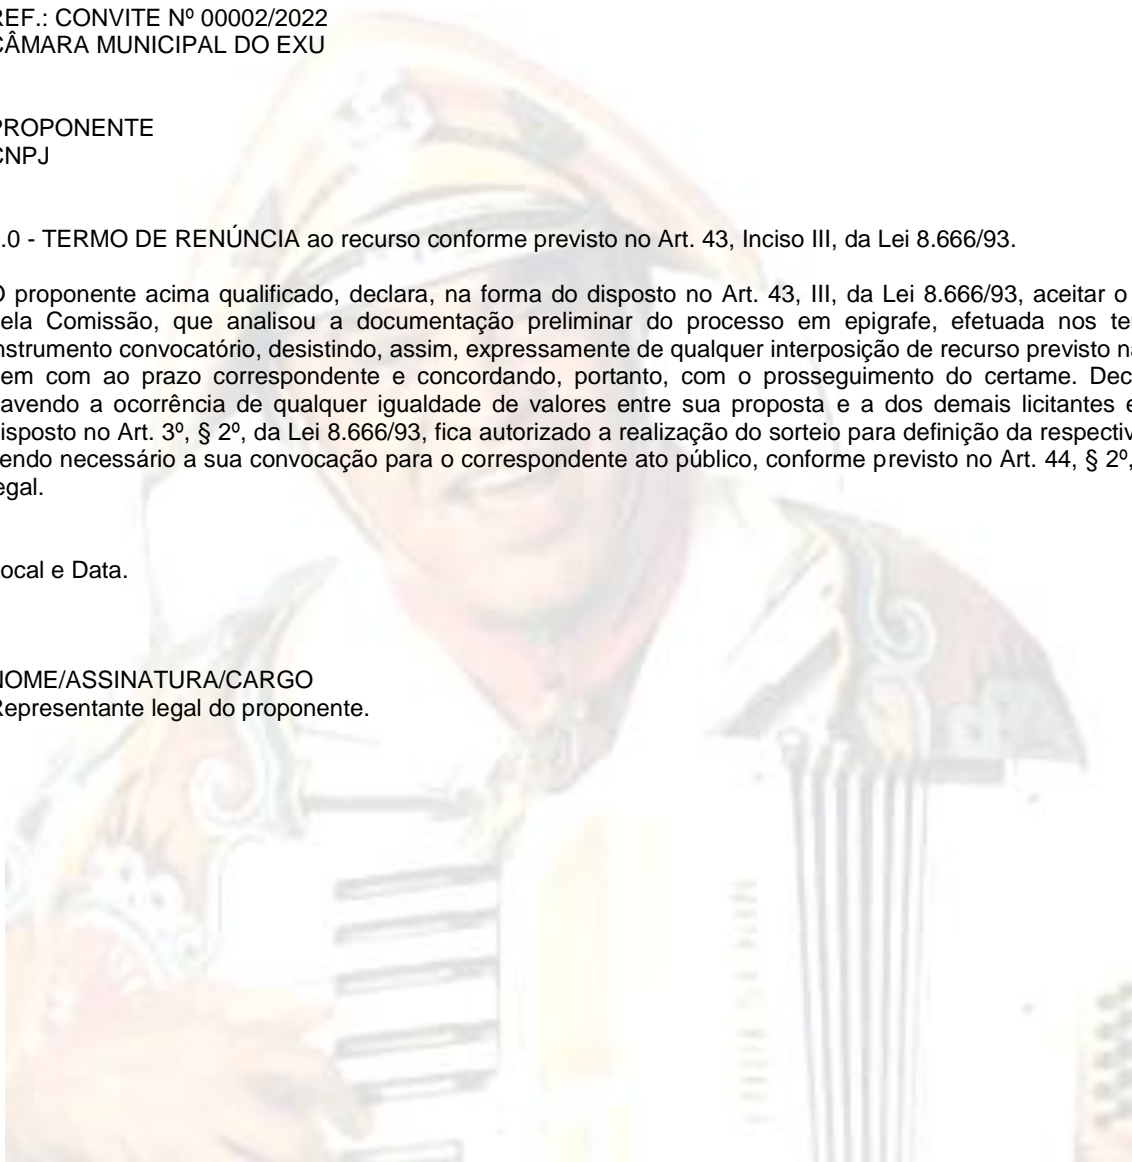 REF.: CONVITE Nº 00002/2022
CÂMARA MUNICIPAL DO EXU
PROPONENTE
CNPJ
.0 - TERMO DE RENÚNCIA ao recurso conforme previsto no Art. 43, Inciso III, da Lei 8.666/93.
O proponente acima qualificado, declara, na forma do disposto no Art. 43, III, da Lei 8.666/93, aceitar o
ela Comissão, que analisou a documentação preliminar do processo em epigrafe, efetuada nos te
nstrumento convocatório, desistindo, assim, expressamente de qualquer interposição de recurso previsto n
em com ao prazo correspondente e concordando, portanto, com o prosseguimento do certame. Dec
avendo a ocorrência de qualquer igualdade de valores entre sua proposta e a dos demais licitantes e
isposto no Art. 3º, § 2º, da Lei 8.666/93, fica autorizado a realização do sorteio para definição da respectiv
endo necessário a sua convocação para o correspondente ato público, conforme previsto no Art. 44, § 2º,
egal.
ocal e Data.
NOME/ASSINATURA/CARGO
Representante legal do proponente.